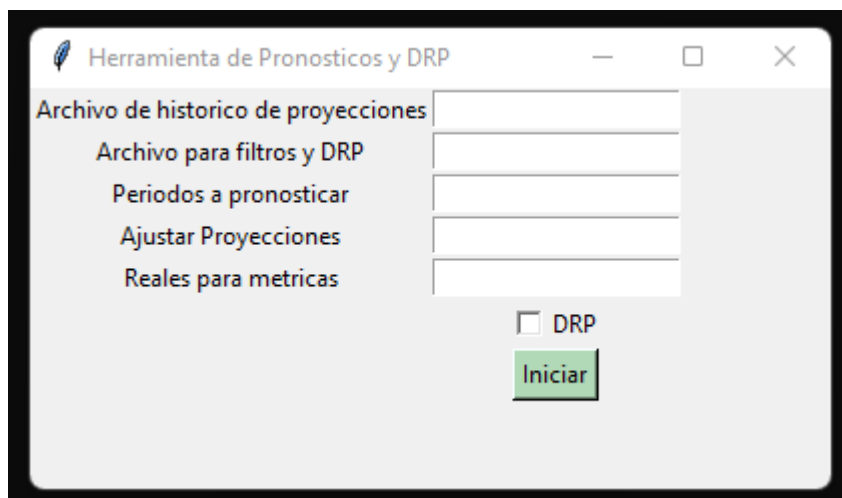 Herramienta de Pronosticos y DRP
Archivo de historico de proyecciones
Archivo para filtros y DRP
Periodos a pronosticar
Ajustar Proyecciones
Reales para metricas
DRP
Iniciar